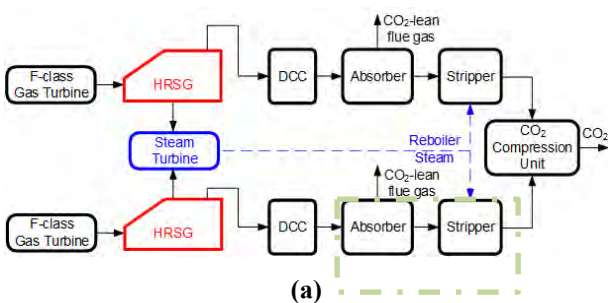 CO₂-lean
flue gas
F-class
Gas Turbine
HRSG
DCC
Absorber
Stripper
Steam
Turbine
Reboiler
Steam
CO₂
Compression
Unit
CO₂
CO₂-lean
flue gas
F-class
Gas Turbine
HRSG
DCC
Absorber
Stripper
(a)